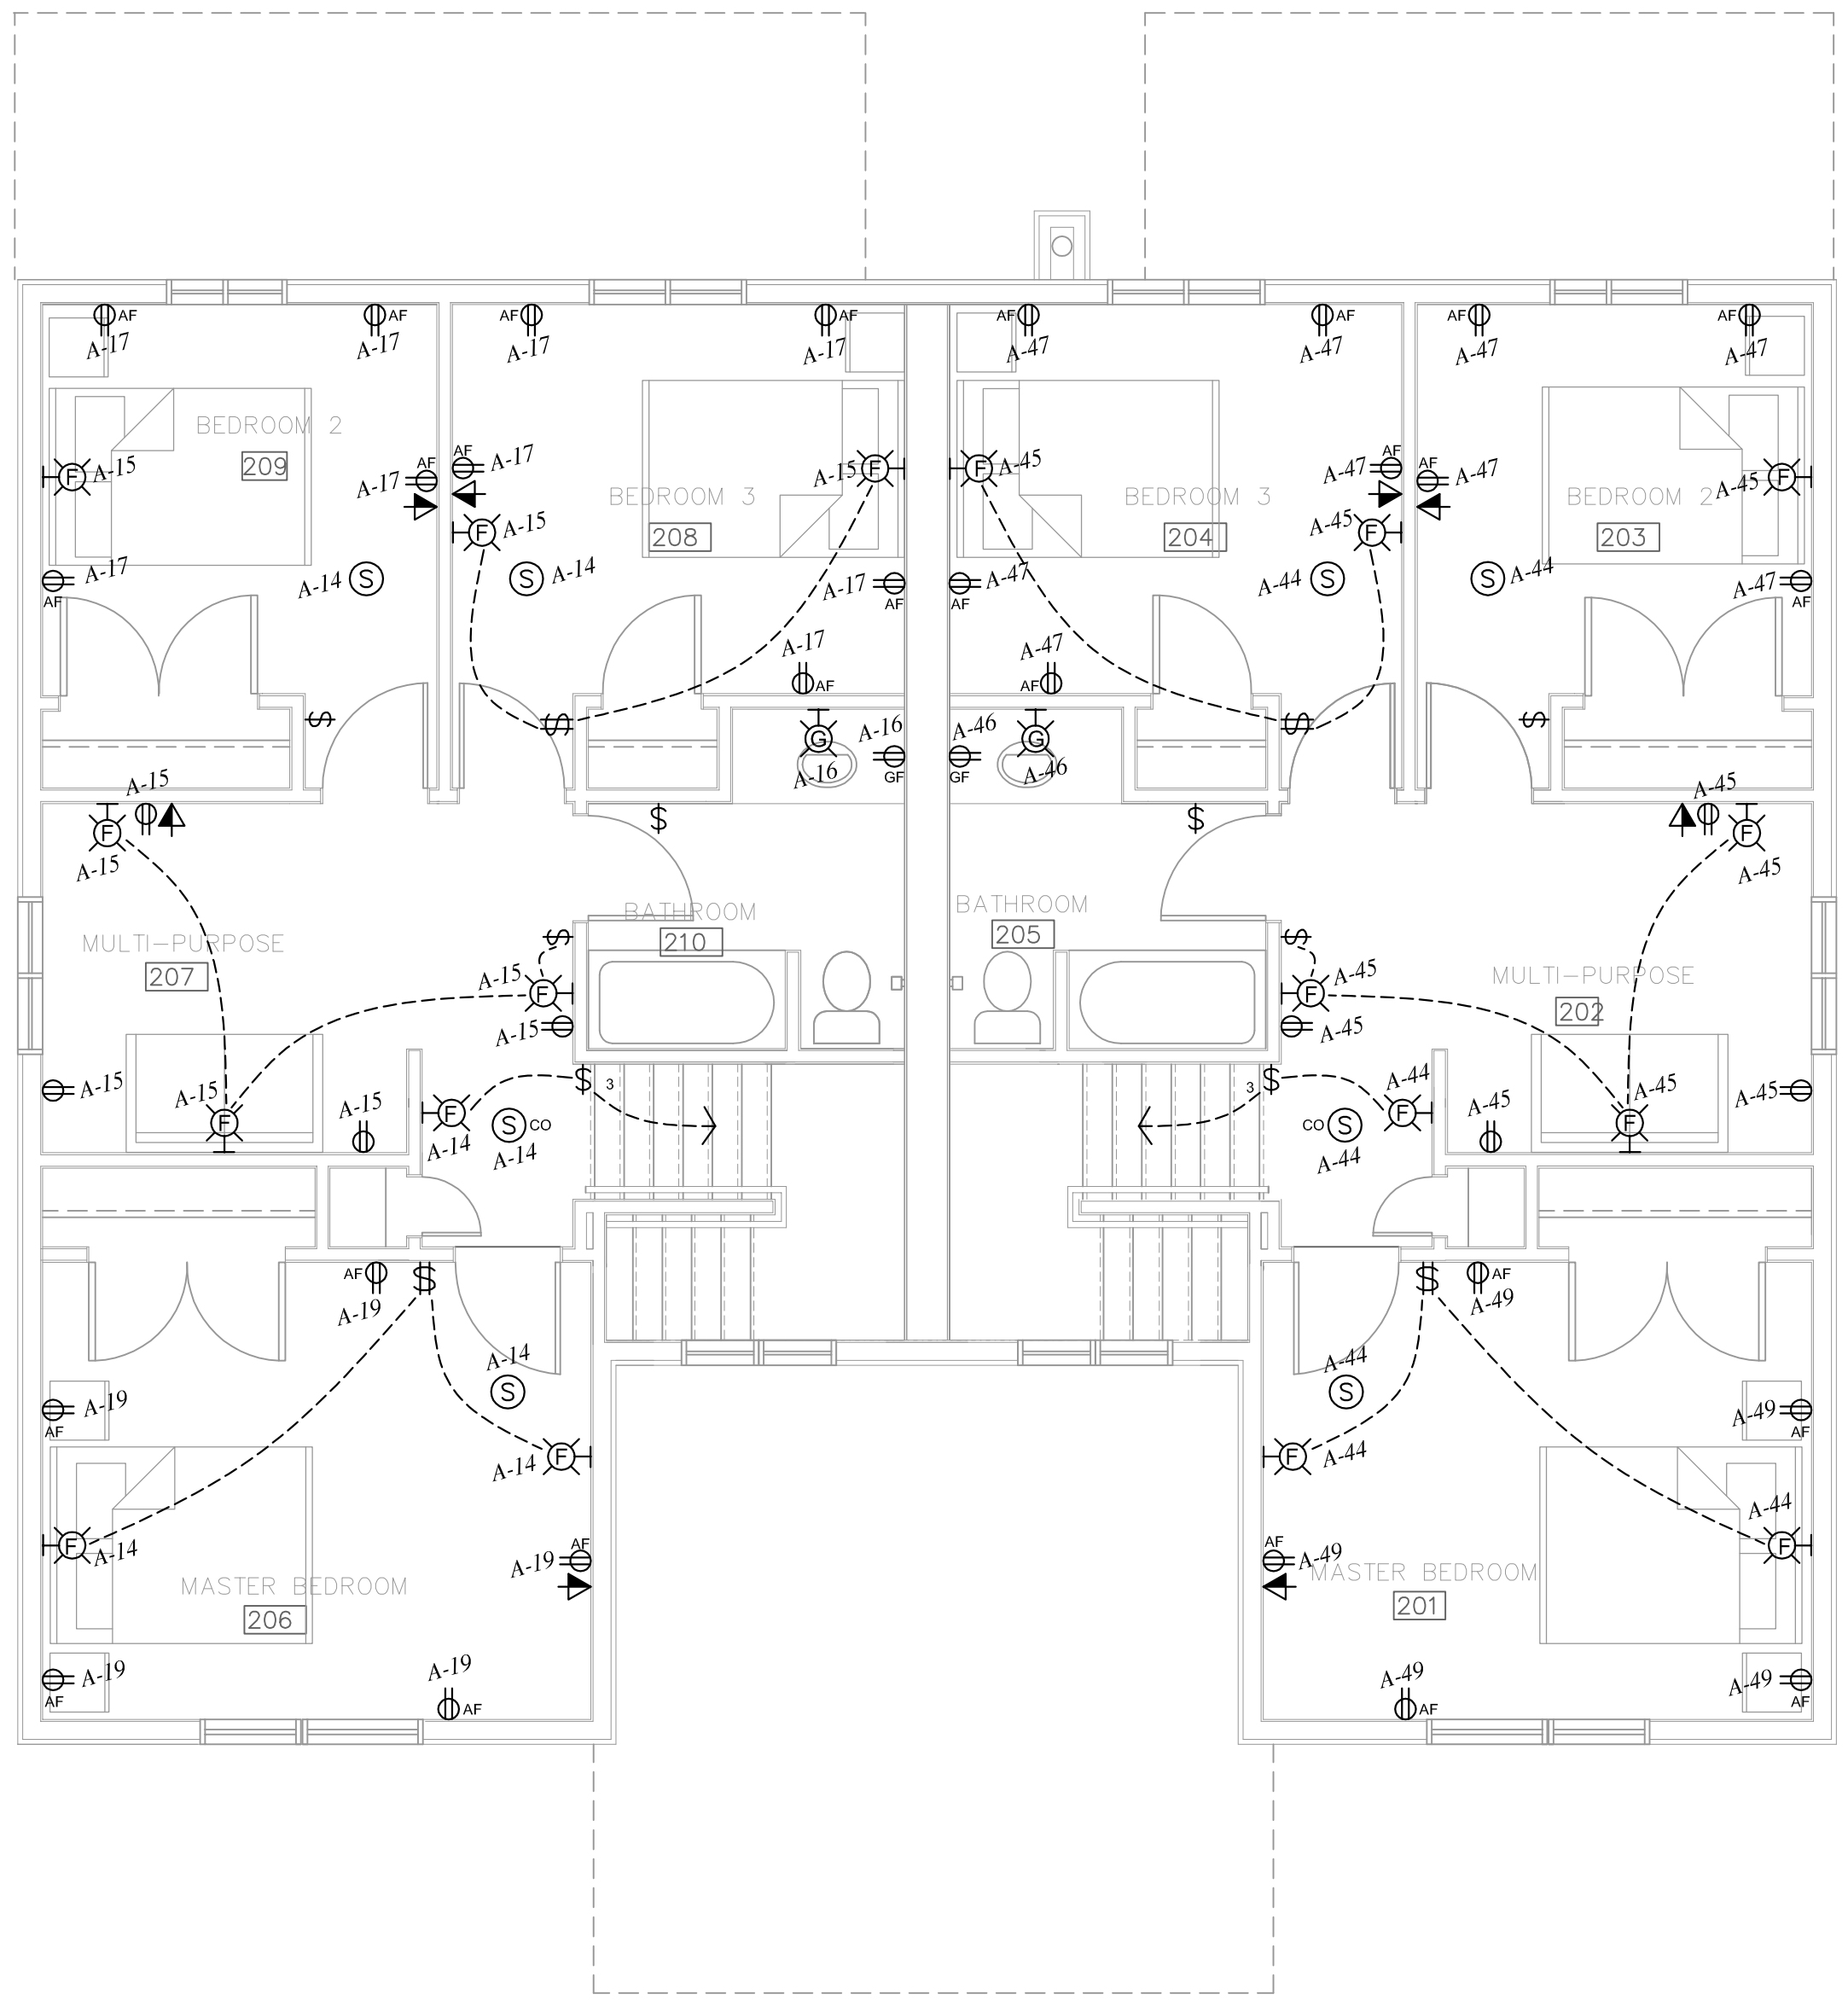 AF AF AF AF AF AF AF AF
A-17 A-17 A-17 A-17 A-47 A-47 A-47 A-47
BEDROOM 2
209
F A-15
AF
A-17
AF
A-17
A-15 F
BEDROOM 3
208
F A-45
BEDROOM 3
204
AF
A-47
AF
A-47
BEDROOM 2
203
A-45 F
F A-15
A-45 F
A-17
AF
A-14 S
S A-14
A-17
AF
A-47
AF
A-44 S
S A-44
A-47
AF
A-17
AF
A-47
AF
$ $ $ $
G
A-16
A-16
GF
A-46
GF
G
A-46
A-15
F
A-15
$
$
A-45
F
A-45
BATHROOM
210
BATHROOM
205
MULTI-PURPOSE
207
MULTI-PURPOSE
202
$
A-15
F
A-15
$
A-45
F
A-45
A-15
A-15
F
A-15
F
A-14
S CO
A-14
$ 3
3 $
CO S
A-44
A-44
F
A-45
A-45
F
A-45
AF
A-19
$
$
AF
A-49
A-14
S
A-44
S
A-19
AF
A-49
AF
F
A-14
F
A-44
F
A-14
A-44
F
AF
A-19
AF
A-49
MASTER BEDROOM
206
MASTER BEDROOM
201
A-19
AF
A-19
AF
A-49
AF
A-49
AF